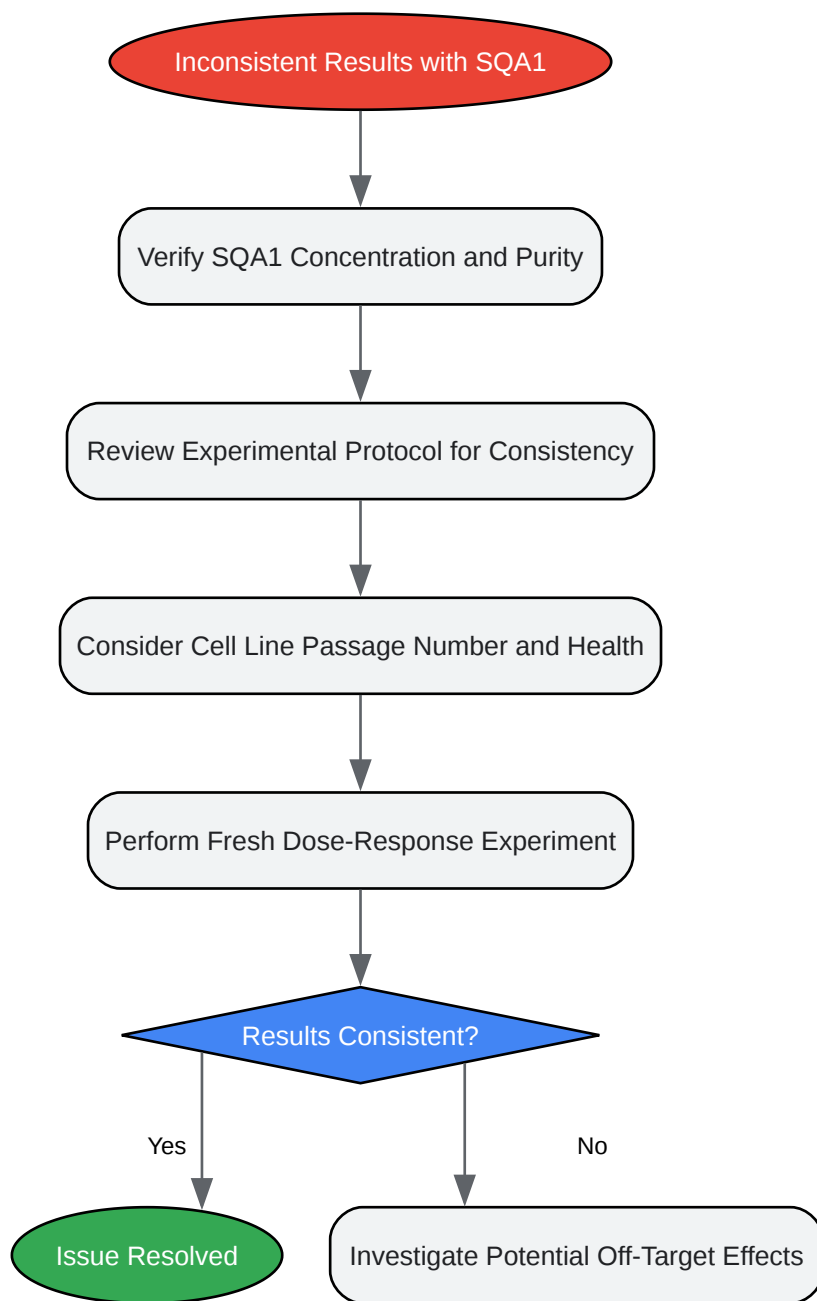 Inconsistent Results with SQA1
Verify SQA1 Concentration and Purity
Review Experimental Protocol for Consistency
Consider Cell Line Passage Number and Health
Perform Fresh Dose-Response Experiment
Results Consistent?
Yes
No
Issue Resolved
Investigate Potential Off-Target Effects